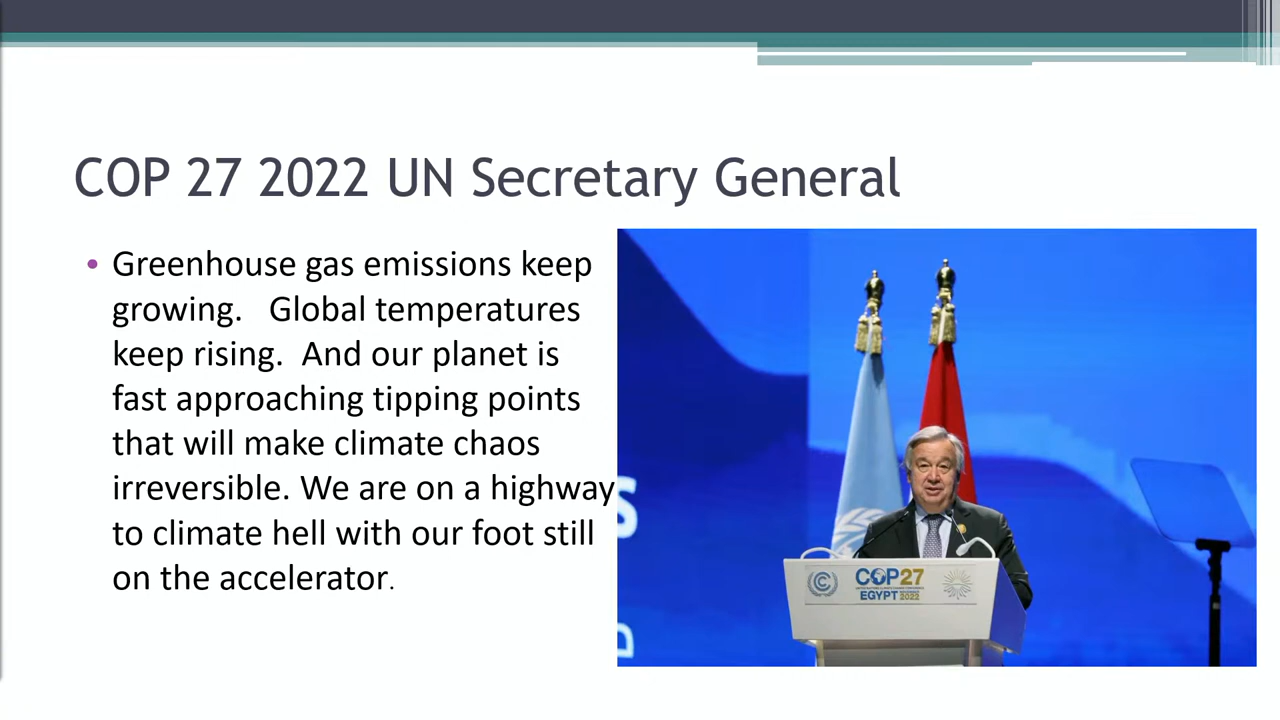 COP 27 2022 UN Secretary General
• Greenhouse gas emissions keep
growing.   Global temperatures
keep rising.  And our planet is
fast approaching tipping points
that will make climate chaos
irreversible. We are on a highway
to climate hell with our foot still
on the accelerator.
S
COP27
EGYPT 2022